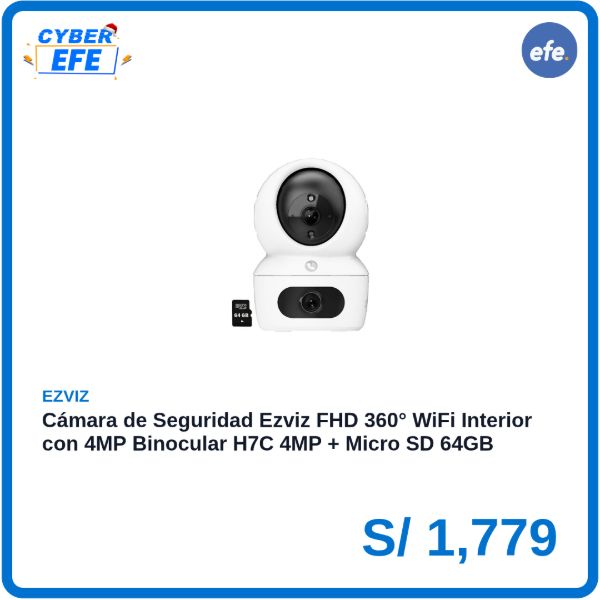 CYBER
EFE
efe.
64 GB
EZVIZ
Cámara de Seguridad Ezviz FHD 360° WiFi Interior
con 4MP Binocular H7C 4MP + Micro SD 64GB
S/ 1,779